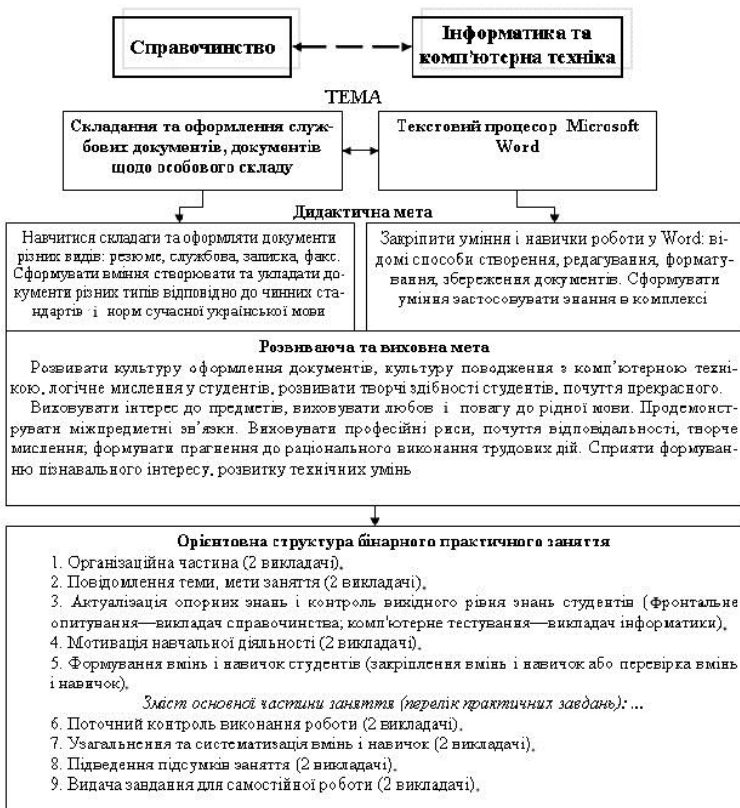 Справочинство
Інформатика та
комп'ютерна техніка
ТЕМА
Складання та оформлення служ-
бових документів, документів
щодо особового складу
Текстовий процесор Microsoft
Word
Дидактична мета
Навчитися складати та оформляти документи
різних видів: резюме, службова, записка, факс.
Сформувати вміння створювати та укладати до-
кументи різних типів відповідно до чинних стан-
дартів і норм сучасної української мови
Закріпити уміння і навички роботи у Word: ві-
домі способи створення, редагування, формату-
вання, збереження документів. Сформувати
уміння застосовувати знання в комплексі
Розвиваюча та виховна мета
Розвивати культуру оформлення документів, культуру поводження з комп'ютерною техні-
кою, логічне мислення у студентів, розвивати творчі здібності студентів, почуття прекрасного.
Виховувати інтерес до предметів, виховувати любов і повагу до рідної мови. Продемонст-
рувати міжпредметні зв'язки. Виховувати професійні риси, почуття відповідальності, творче
мислення; формувати прагнення до раціонального виконання трудових дій. Сприяти формуван-
ню пізнавального інтересу, розвитку технічних умінь
Орієнтовна структура бінарного практичного заняття
1. Організаційна частина (2 викладачі).
2. Повідомлення теми, мети заняття (2 викладачі).
3. Актуалізація опорних знань і контроль вихідного рівня знань студентів (Фронтальне
опитування—викладач справочинства; комп'ютерне тестування—викладач інформатики).
4. Мотивація навчальної діяльності (2 викладачі).
5. Формування вмінь і навичок студентів (закріплення вмінь і навичок або перевірка вмінь
і навичок).
Зміст основної частини заняття (перелік практичних завдань): ...
6. Поточний контроль виконання роботи (2 викладачі).
7. Узагальнення та систематизація вмінь і навичок (2 викладачі).
8. Підведення підсумків заняття (2 викладачі).
9. Видача завдання для самостійної роботи (2 викладачі).